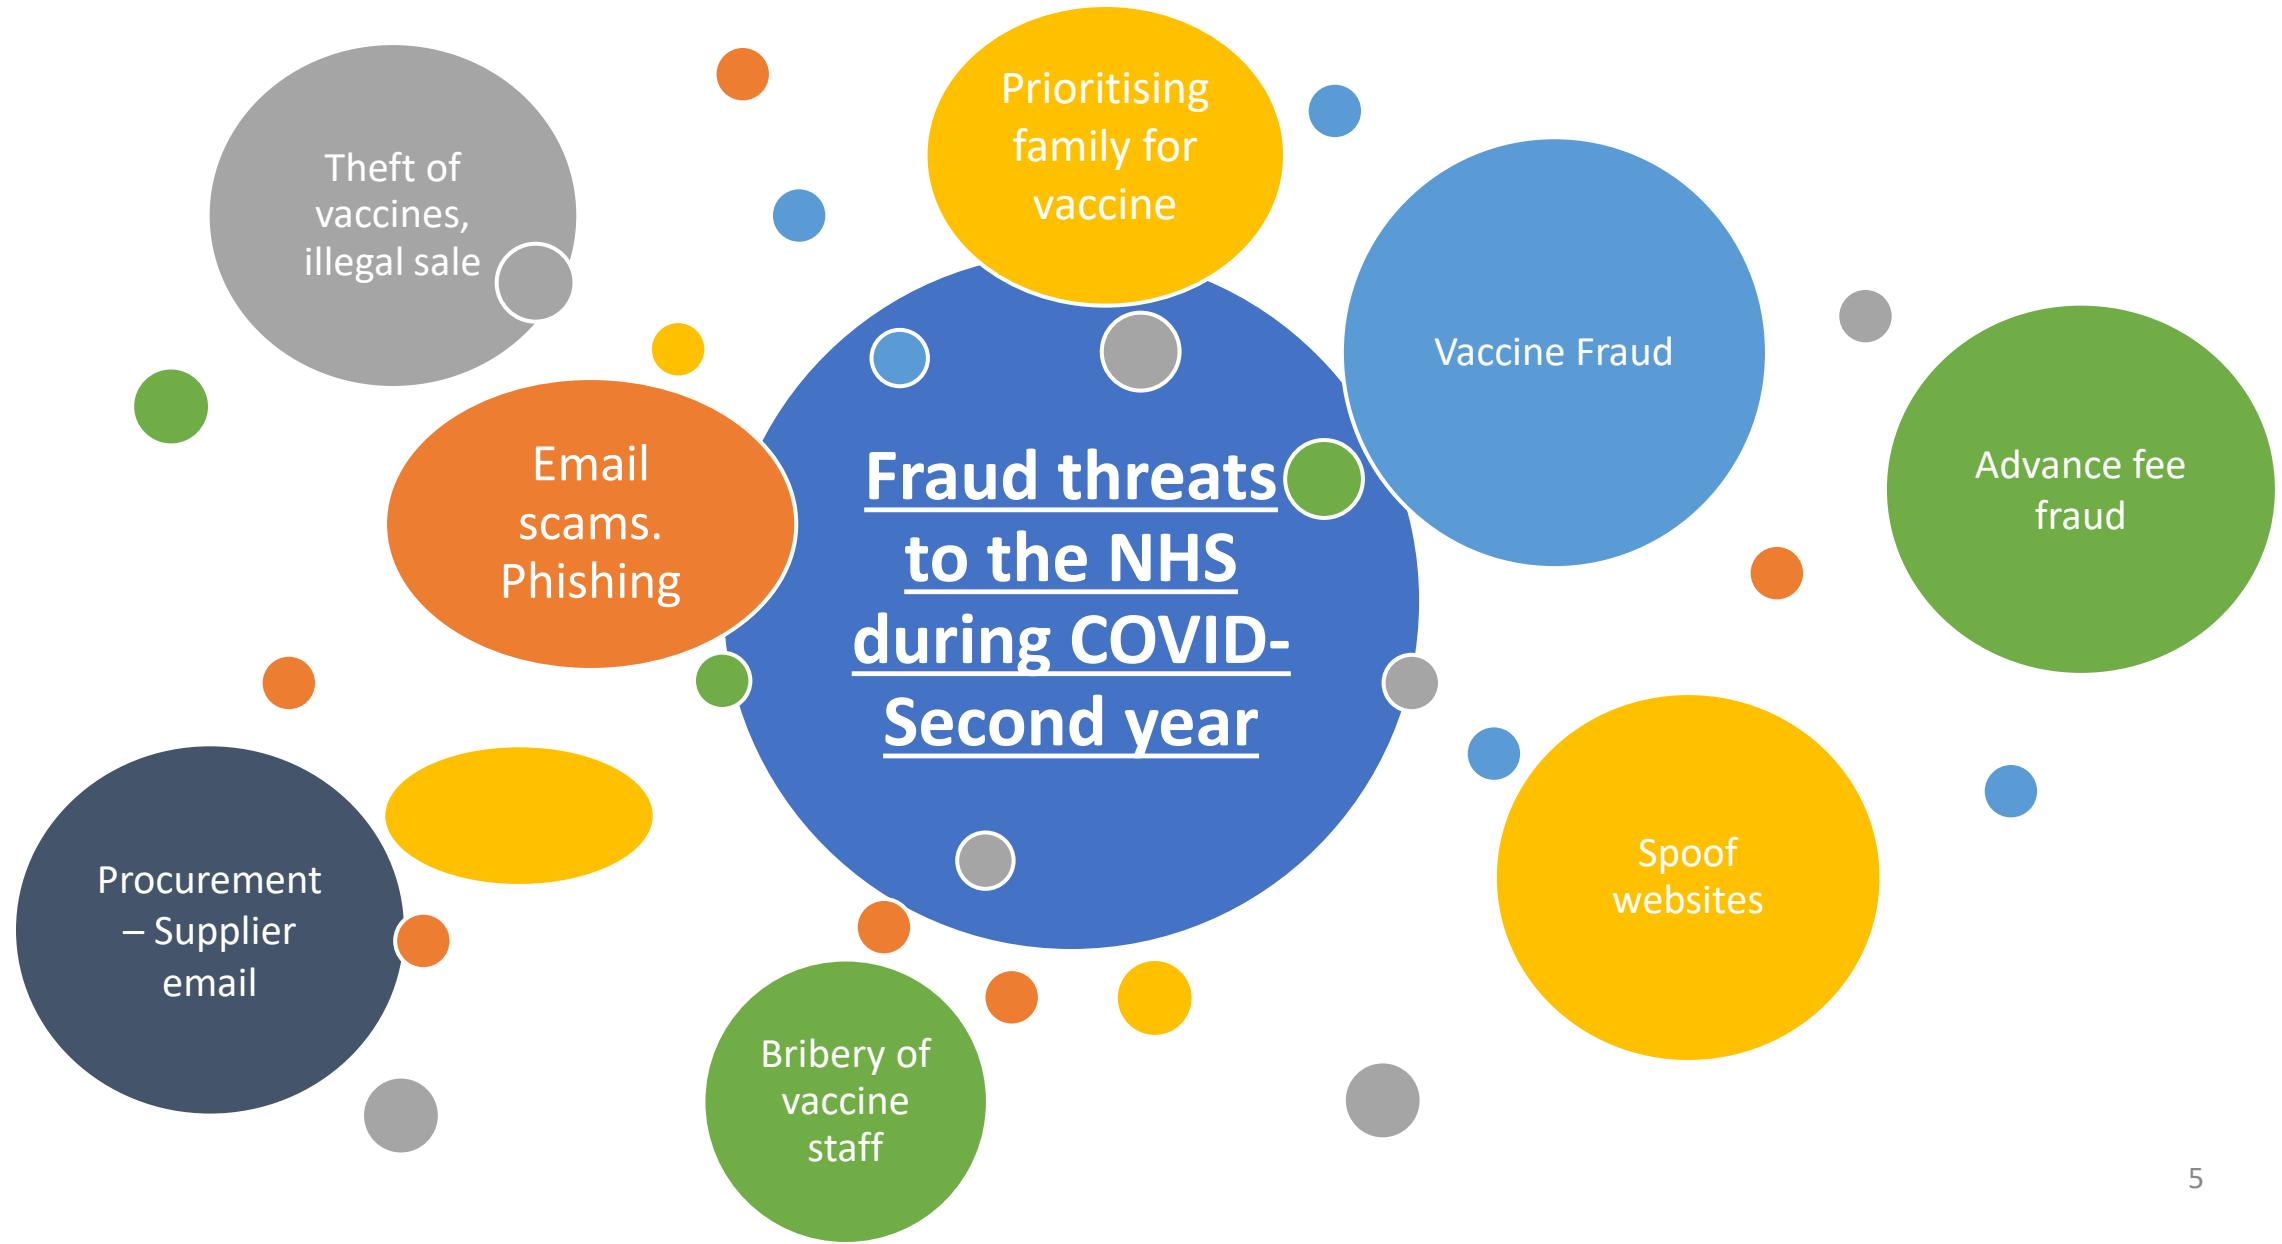 Prioritising
family for
vaccine
Theft of
vaccines,
illegal sale
Vaccine Fraud
Advance fee
fraud
Email
scams.
Phishing
Fraud threats
to the NHS
during COVID-
Second year
Spoof
websites
Procurement
– Supplier
email
Bribery of
vaccine
staff
5